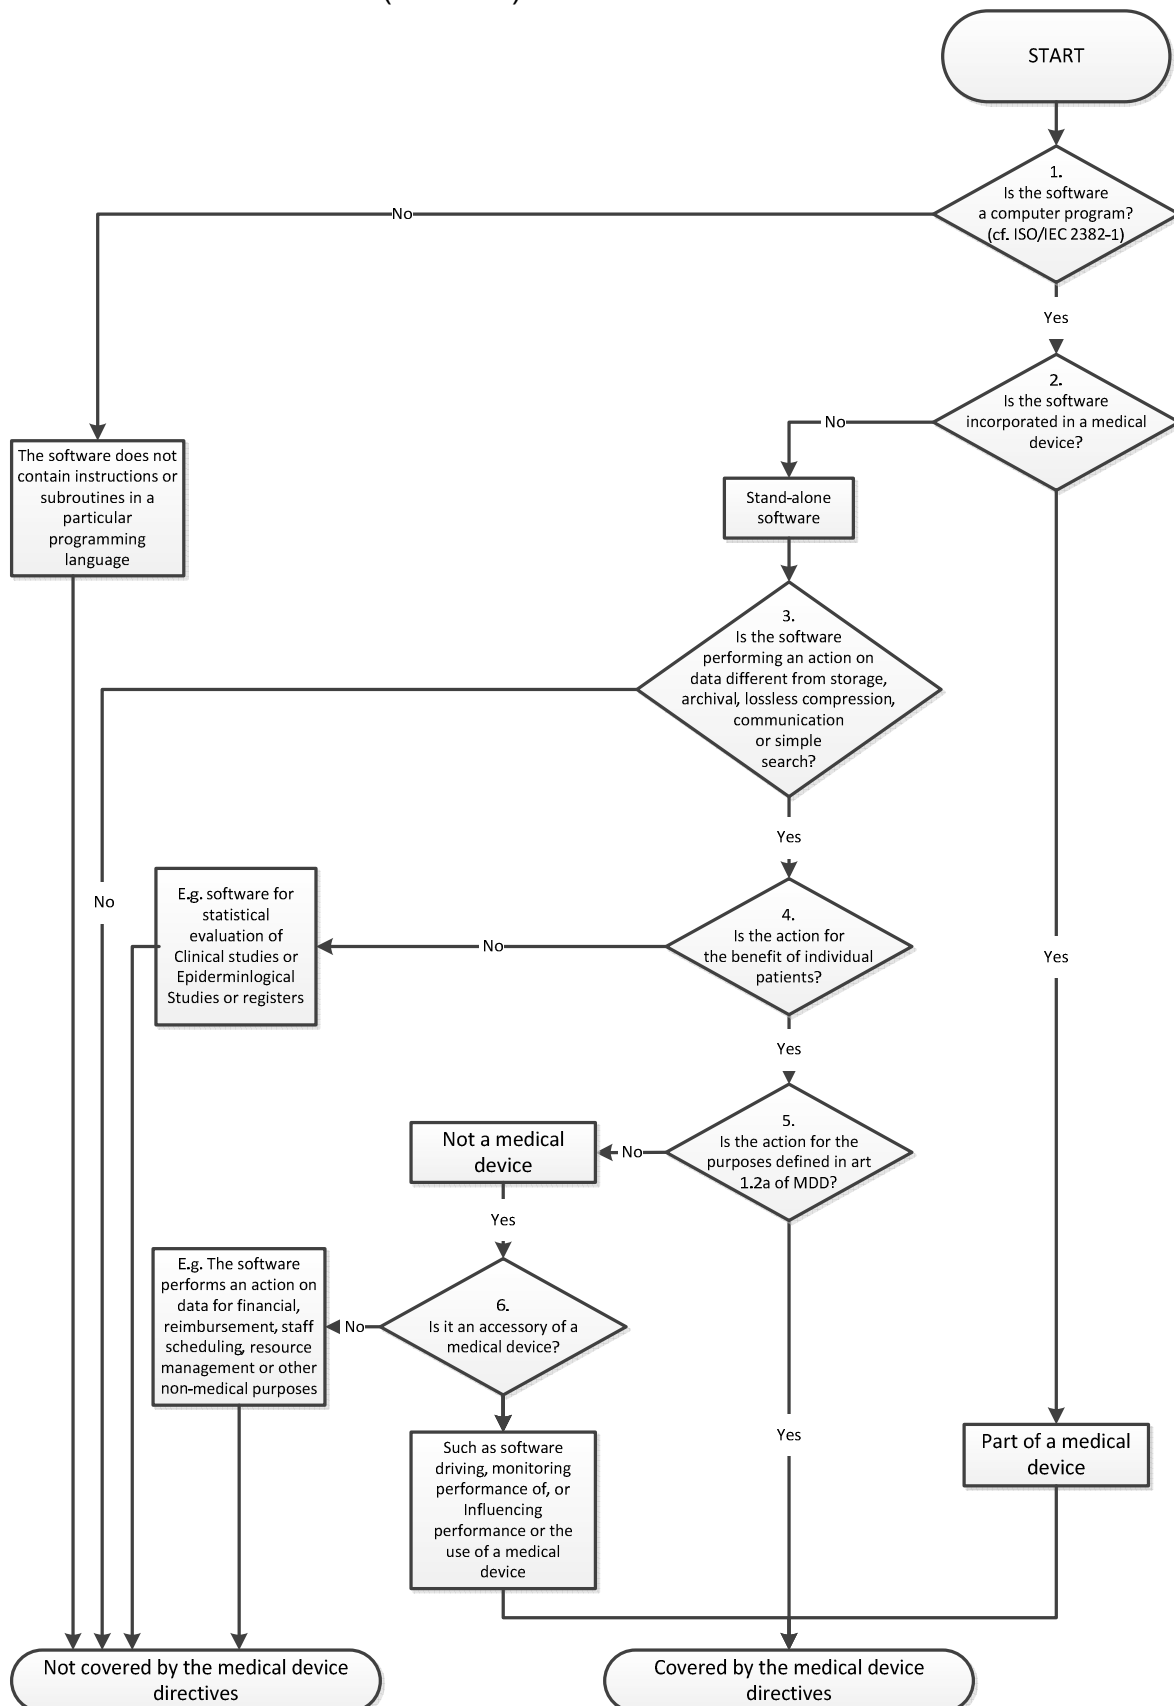 START
1.
Is the software
a computer program?
(cf. ISO/IEC 2382-1)
No
Yes
2.
Is the software
incorporated in a medical
device?
No
The software does not
contain instructions or
subroutines in a
particular
programming
language
Stand-alone
software
3.
Is the software
performing an action on
data different from storage,
archival, lossless compression,
communication
or simple
search?
Yes
No
E.g. software for
statistical
evaluation of
Clinical studies or
Epiderminlogical
Studies or registers
No
4.
Is the action for
the benefit of individual
patients?
Yes
Yes
Not a medical
device
No
5.
Is the action for the
purposes defined in art
1.2a of MDD?
Yes
E.g. The software
performs an action on
data for financial,
reimbursement, staff
scheduling, resource
management or other
non-medical purposes
No
6.
Is it an accessory of a
medical device?
Such as software
driving, monitoring
performance of, or
Influencing
performance or the
use of a medical
device
Yes
Part of a medical
device
Not covered by the medical device
directives
Covered by the medical device
directives